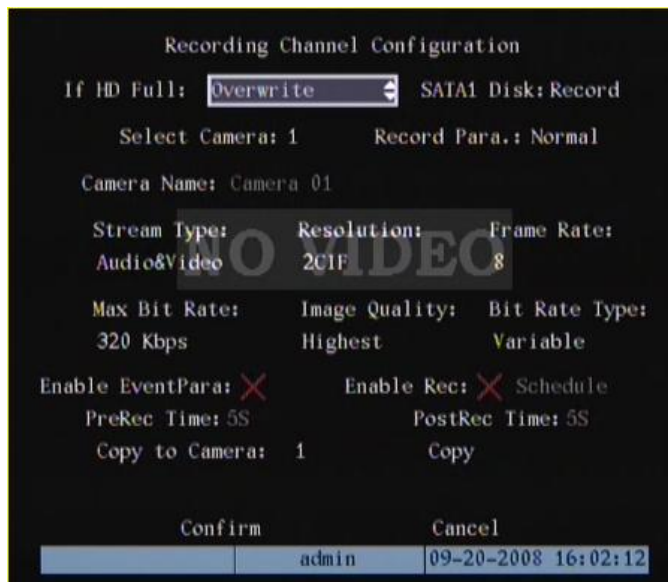 Recording Channel Configuration
If HD Full: Overwrite SATA1 Disk: Record
Select Camera: 1 Record Para.: Normal
Camera Name: Camera 01
NO VIDEO
Stream Type: Resolution: Frame Rate:
Audio&Video 2CIF 8
Max Bit Rate: Image Quality: Bit Rate Type:
320 Kbps Highest Variable
Enable EventPara: Enable Rec: Schedule
PreRec Time: 5S PostRec Time: 5S
Copy to Camera: 1 Copy
Confirm Cancel
admin 09-20-2008 16:02:12